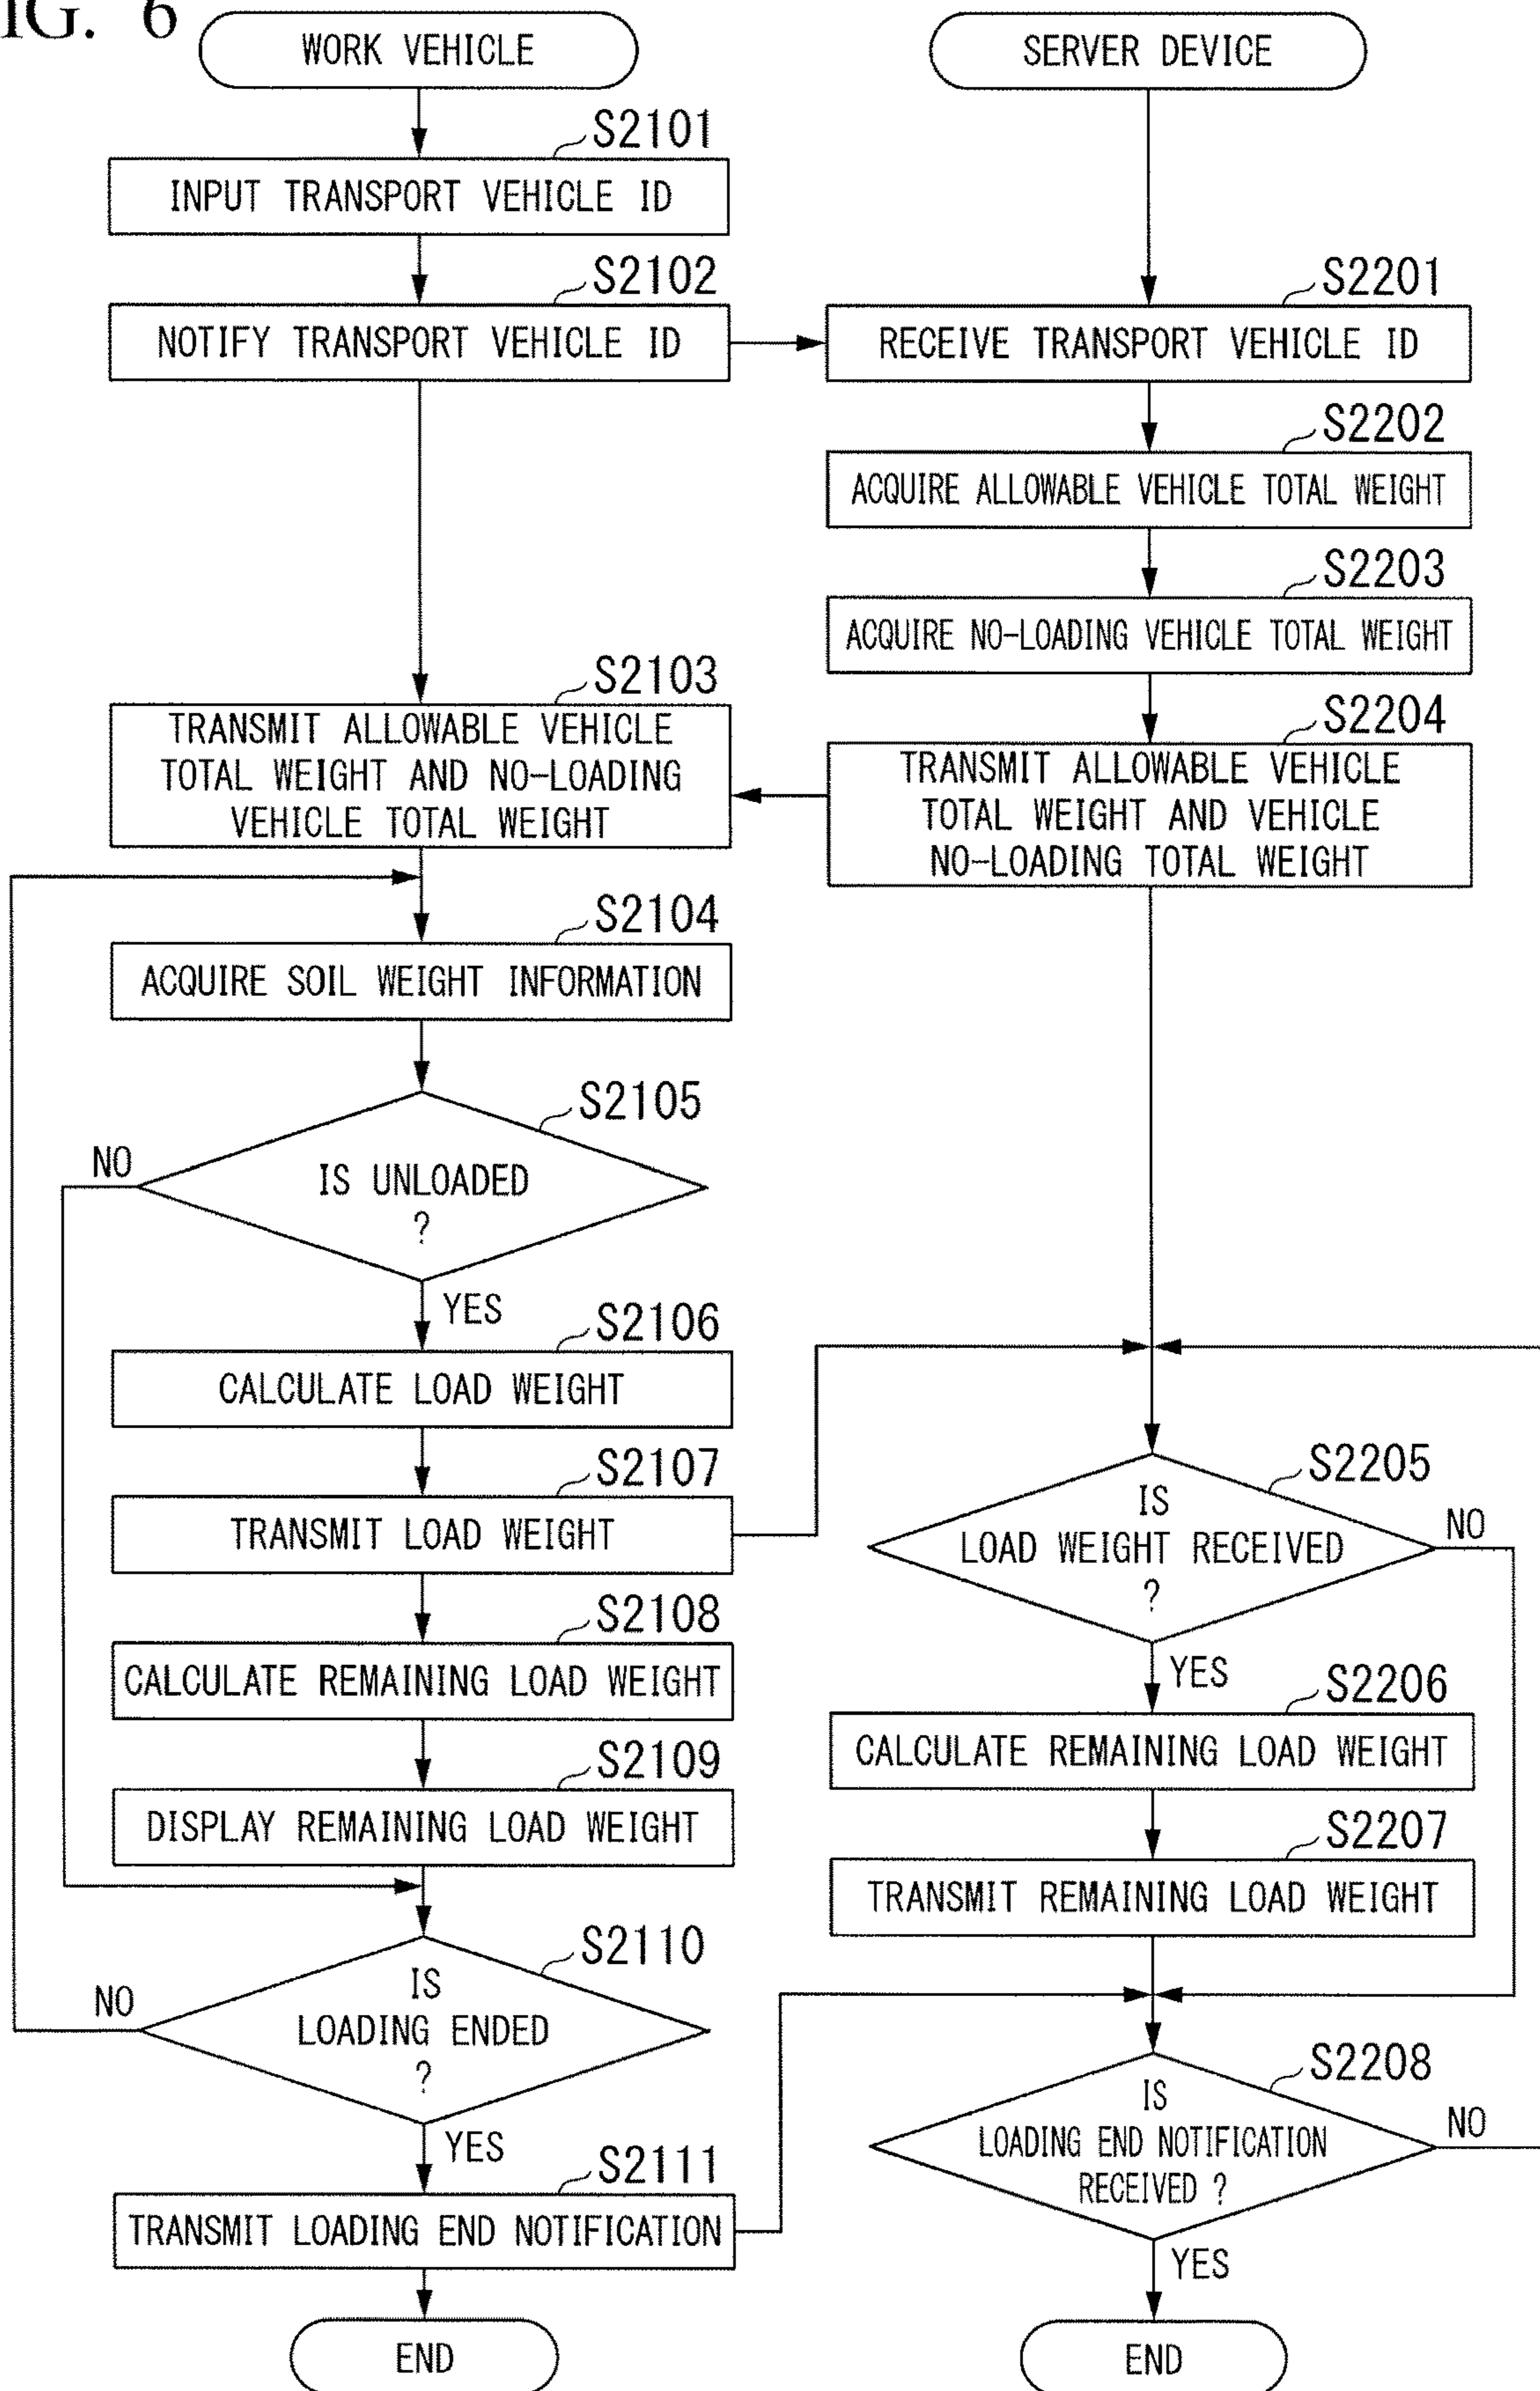 IG. 6
WORK VEHICLE
SERVER DEVICE
S2101
INPUT TRANSPORT VEHICLE ID
S2102
NOTIFY TRANSPORT VEHICLE ID
S2201
RECEIVE TRANSPORT VEHICLE ID
S2202
ACQUIRE ALLOWABLE VEHICLE TOTAL WEIGHT
S2203
ACQUIRE NO-LOADING VEHICLE TOTAL WEIGHT
S2103
TRANSMIT ALLOWABLE VEHICLE
TOTAL WEIGHT AND NO-LOADING
VEHICLE TOTAL WEIGHT
S2204
TRANSMIT ALLOWABLE VEHICLE
TOTAL WEIGHT AND VEHICLE
NO-LOADING TOTAL WEIGHT
S2104
ACQUIRE SOIL WEIGHT INFORMATION
S2105
NO
IS UNLOADED
?
YES
S2106
CALCULATE LOAD WEIGHT
S2107
TRANSMIT LOAD WEIGHT
S2205
IS
LOAD WEIGHT RECEIVED
?
NO
YES
S2108
CALCULATE REMAINING LOAD WEIGHT
S2206
CALCULATE REMAINING LOAD WEIGHT
S2109
DISPLAY REMAINING LOAD WEIGHT
S2207
TRANSMIT REMAINING LOAD WEIGHT
S2110
NO
IS
LOADING ENDED
?
YES
S2208
IS
LOADING END NOTIFICATION
RECEIVED ?
NO
YES
S2111
TRANSMIT LOADING END NOTIFICATION
END
END